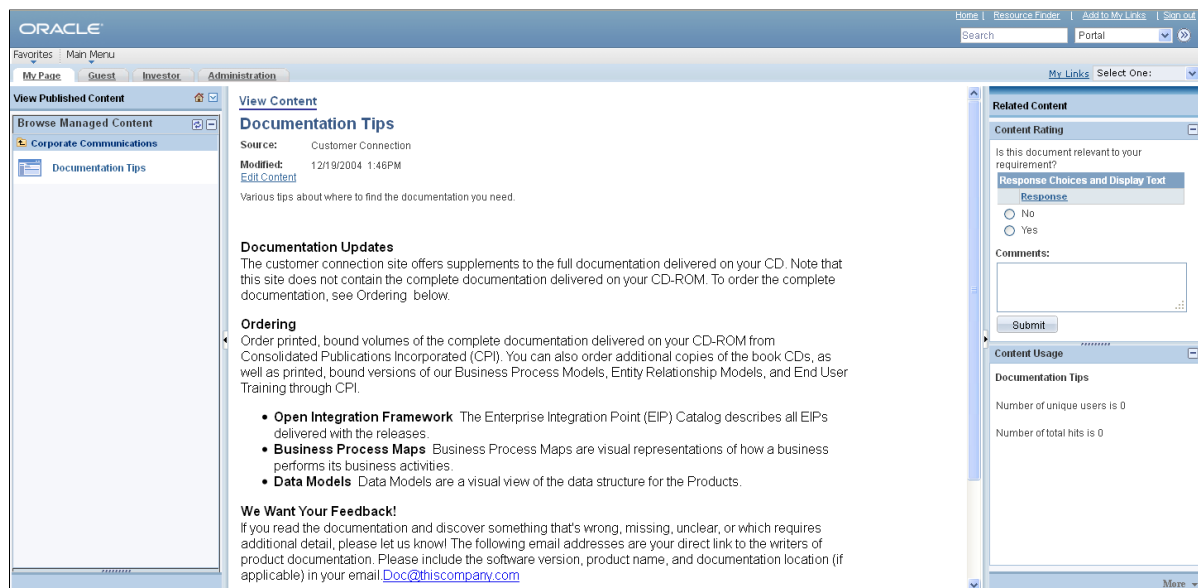 Home | Resource Finder | Add to My Links | Sign out
ORACLE
Search Portal
Favorites Main Menu
My Page Guest Investor Administration
My Links Select One:
View Published Content
Browse Managed Content
Corporate Communications
Documentation Tips
View Content
Documentation Tips
Source: Customer Connection
Modified: 12/19/2004 1:46PM
Edit Content
Various tips about where to find the documentation you need.
Documentation Updates
The customer connection site offers supplements to the full documentation delivered on your CD. Note that
this site does not contain the complete documentation delivered on your CD-ROM. To order the complete
documentation, see Ordering below.
Ordering
Order printed, bound volumes of the complete documentation delivered on your CD-ROM from
Consolidated Publications Incorporated (CPI). You can also order additional copies of the book CDs, as
well as printed, bound versions of our Business Process Models, Entity Relationship Models, and End User
Training through CPI.
• Open Integration Framework The Enterprise Integration Point (EIP) Catalog describes all EIPs
delivered with the releases.
• Business Process Maps Business Process Maps are visual representations of how a business
performs its business activities.
• Data Models Data Models are a visual view of the data structure for the Products.
We Want Your Feedback!
If you read the documentation and discover something that's wrong, missing, unclear, or which requires
additional detail, please let us know! The following email addresses are your direct link to the writers of
product documentation. Please include the software version, product name, and documentation location (if
applicable) in your email.Doc@thiscompany.com
Related Content
Content Rating
Is this document relevant to your
requirement?
Response Choices and Display Text
Response
No
Yes
Comments:
Submit
Content Usage
Documentation Tips
Number of unique users is 0
Number of total hits is 0
More